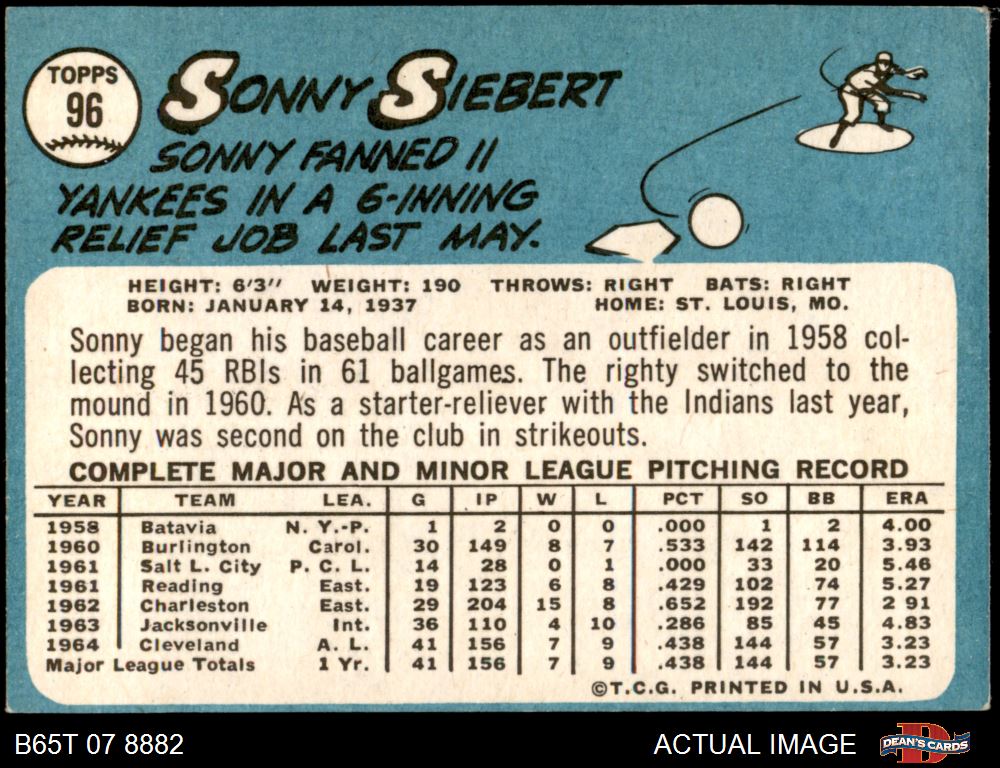 TOPPS
96
SONNY SIEBERT
SONNY FANNED 11
YANKEES IN A 6-INNING
RELIEF JOB LAST MAY.
HEIGHT: 6'3" WEIGHT: 190 THROWS: RIGHT BATS: RIGHT
BORN: JANUARY 14, 1937 HOME: ST. LOUIS, MO.
Sonny began his baseball career as an outfielder in 1958 col-
lecting 45 RBIs in 61 ballgames. The righty switched to the
mound in 1960. As a starter-reliever with the Indians last year,
Sonny was second on the club in strikeouts.
COMPLETE MAJOR AND MINOR LEAGUE PITCHING RECORD
YEAR TEAM LEA. G IP W L PCT SO BB ERA
1958 Batavia N. Y.-P. 1 2 0 0 .000 1 2 4.00
1960 Burlington Carol. 30 149 8 7 .533 142 114 3.93
1961 Salt L. City P. C. L. 14 28 0 1 .000 33 20 5.46
1961 Reading East. 19 123 6 8 .429 102 74 5.27
1962 Charleston East. 29 204 15 8 .652 192 77 2 91
1963 Jacksonville Int. 36 110 4 10 .286 85 45 4.83
1964 Cleveland A. L. 41 156 7 9 .438 144 57 3.23
Major League Totals 1 Yr. 41 156 7 9 .438 144 57 3.23
©T.C.G. PRINTED IN U.S.A.
B65T 07 8882 ACTUAL IMAGE DEAN'S CARDS